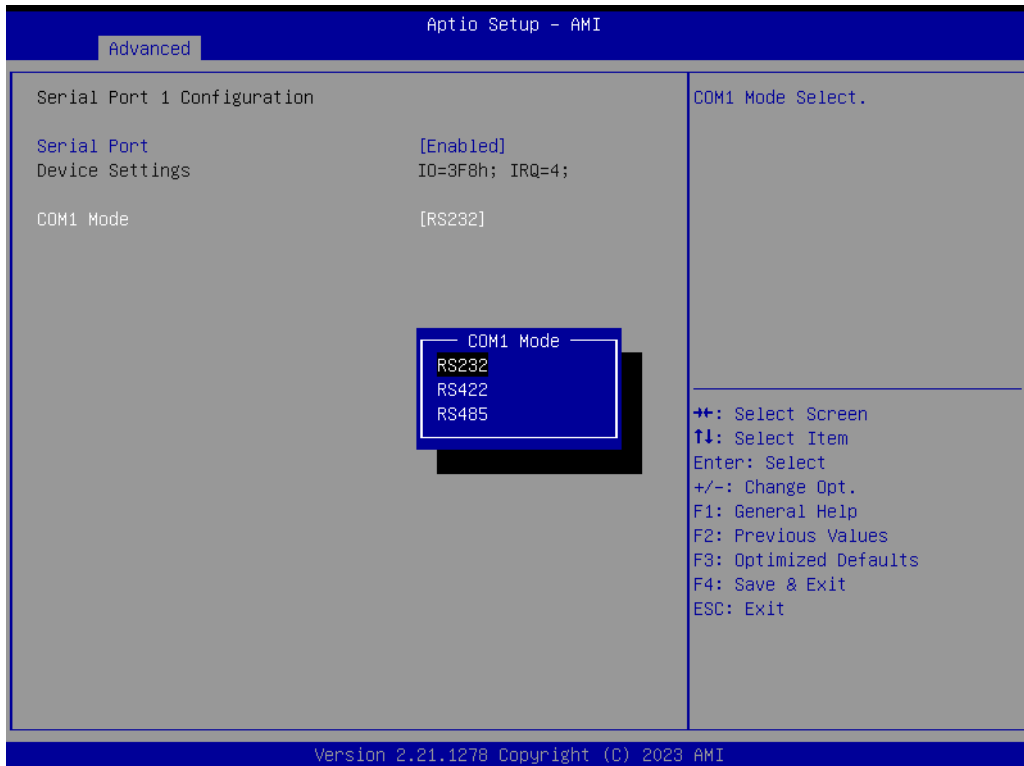 Aptio Setup – AMI
Advanced
Serial Port 1 Configuration
Serial Port [Enabled]
Device Settings IO=3F8h; IRQ=4;
COM1 Mode [RS232]
COM1 Mode
RS232
RS422
RS485
COM1 Mode Select.
→←: Select Screen
↑↓: Select Item
Enter: Select
+/-: Change Opt.
F1: General Help
F2: Previous Values
F3: Optimized Defaults
F4: Save & Exit
ESC: Exit
Version 2.21.1278 Copyright (C) 2023 AMI